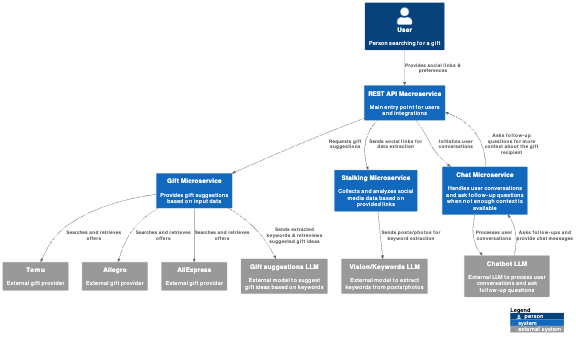 User
Person searching for a gift
Provides social links &
preferences
REST API Macroservice
Main entry point for users
and integrations
Requests gift
suggestions
Sends social links for
data extraction
Initiates user
conversations
Asks follow-up
questions for more
context about the gift
recipient
Gift Microservice
Provides gift suggestions
based on input data
Stalking Microservice
Collects and analyzes social
media data based on
provided links
Chat Microservice
Handles user conversations
and ask follow-up questions
when not enough context is
available
Searches and retrieves
offers
Searches and retrieves
offers
Searches and retrieves
offers
Sends extracted
keywords & retreviews
suggested gift ideas
Sends posts/photos for
keyword extraction
Processes user
conversations
Asks follow-ups and
provide chat messages
Temu
External gift provider
Allegro
External gift provider
AliExpress
External gift provider
Gift suggestions LLM
External model to suggest
gift ideas based on keywords
Vision/Keywords LLM
External model to extract
keywords from posts/photos
Chatbot LLM
External LLM to process user
conversations and ask
follow-up questions
Legend
person
system
external system